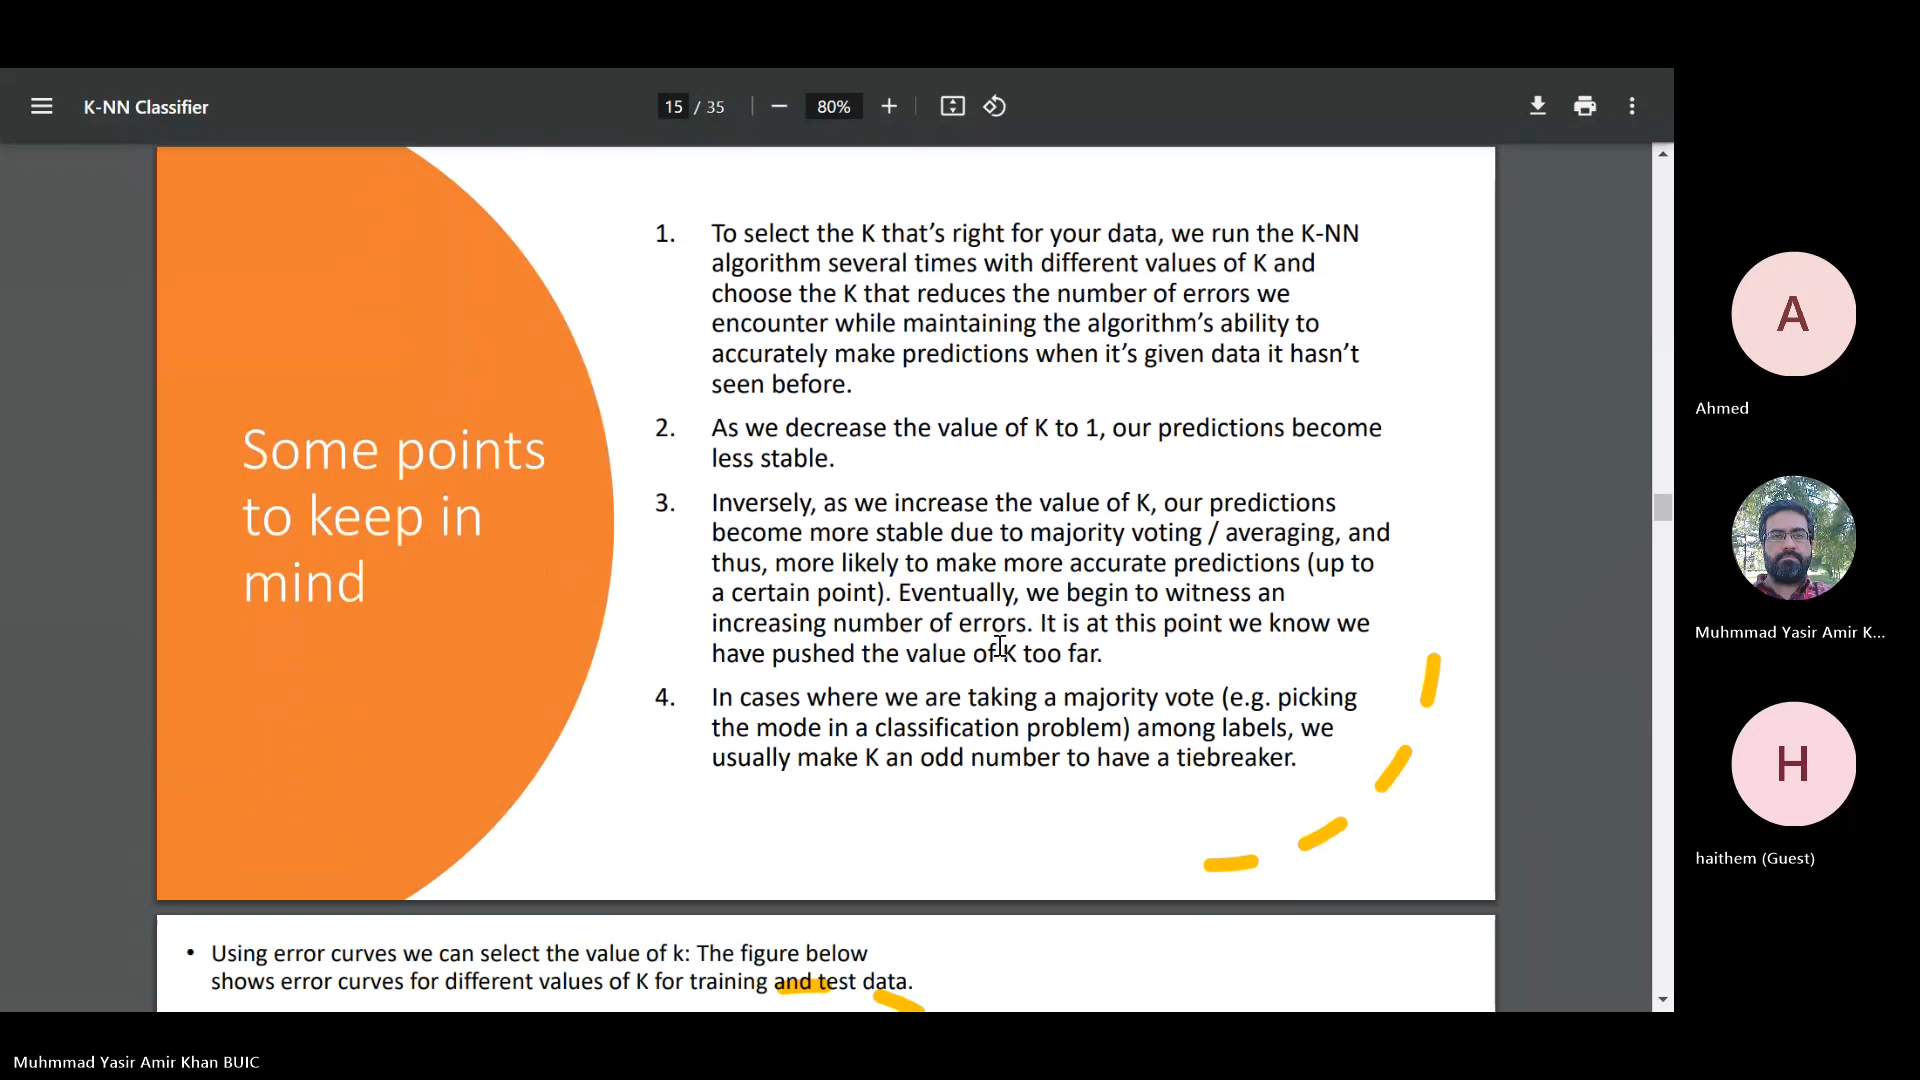 K-NN Classifier
15 / 35
80%
Some points
to keep in
mind
1. To select the K that’s right for your data, we run the K-NN
algorithm several times with different values of K and
choose the K that reduces the number of errors we
encounter while maintaining the algorithm’s ability to
accurately make predictions when it’s given data it hasn’t
seen before.
2. As we decrease the value of K to 1, our predictions become
less stable.
3. Inversely, as we increase the value of K, our predictions
become more stable due to majority voting / averaging, and
thus, more likely to make more accurate predictions (up to
a certain point). Eventually, we begin to witness an
increasing number of errors. It is at this point we know we
have pushed the value of K too far.
4. In cases where we are taking a majority vote (e.g. picking
the mode in a classification problem) among labels, we
usually make K an odd number to have a tiebreaker.
• Using error curves we can select the value of k: The figure below
shows error curves for different values of K for training and test data.
A
Ahmed
Muhmmad Yasir Amir K...
H
haithem (Guest)
Muhmmad Yasir Amir Khan BUIC